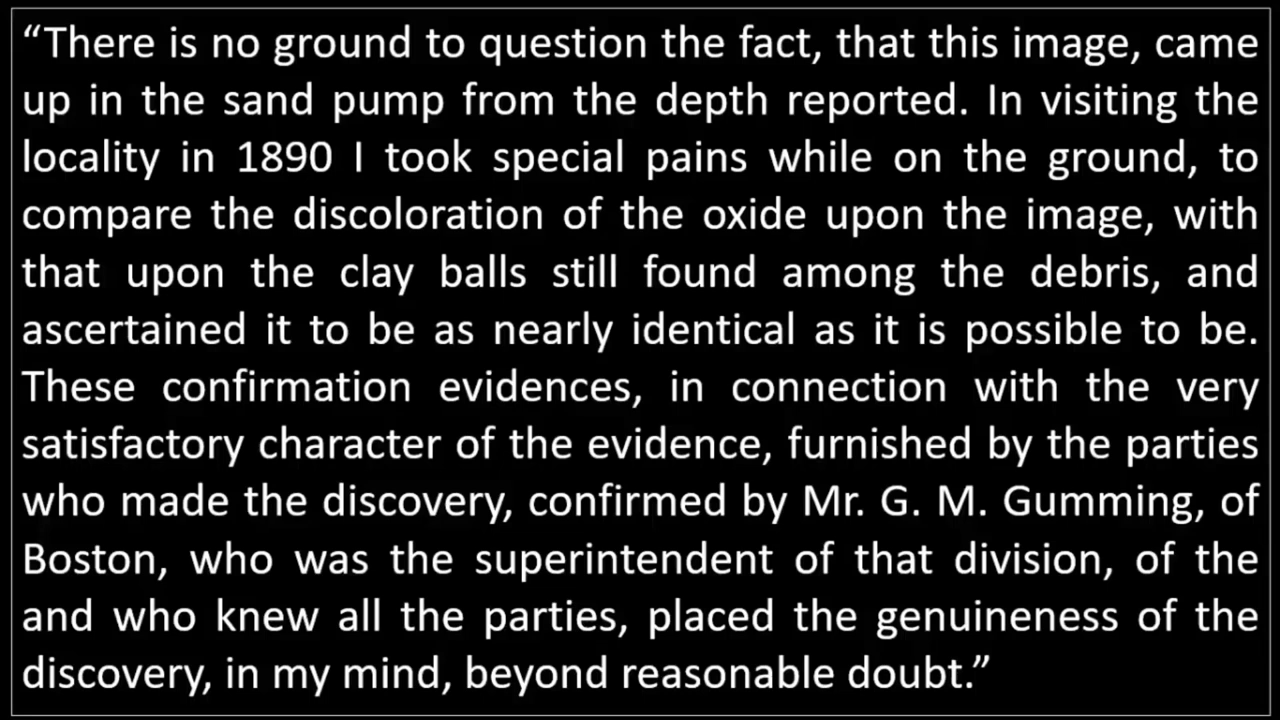 “There is no ground to question the fact, that this image, came
up in the sand pump from the depth reported. In visiting the
locality in 1890 I took special pains while on the ground, to
compare the discoloration of the oxide upon the image, with
that upon the clay balls still found among the debris, and
ascertained it to be as nearly identical as it is possible to be.
These confirmation evidences, in connection with the very
satisfactory character of the evidence, furnished by the parties
who made the discovery, confirmed by Mr. G. M. Gumming, of
Boston, who was the superintendent of that division, of the
and who knew all the parties, placed the genuineness of the
discovery, in my mind, beyond reasonable doubt.”